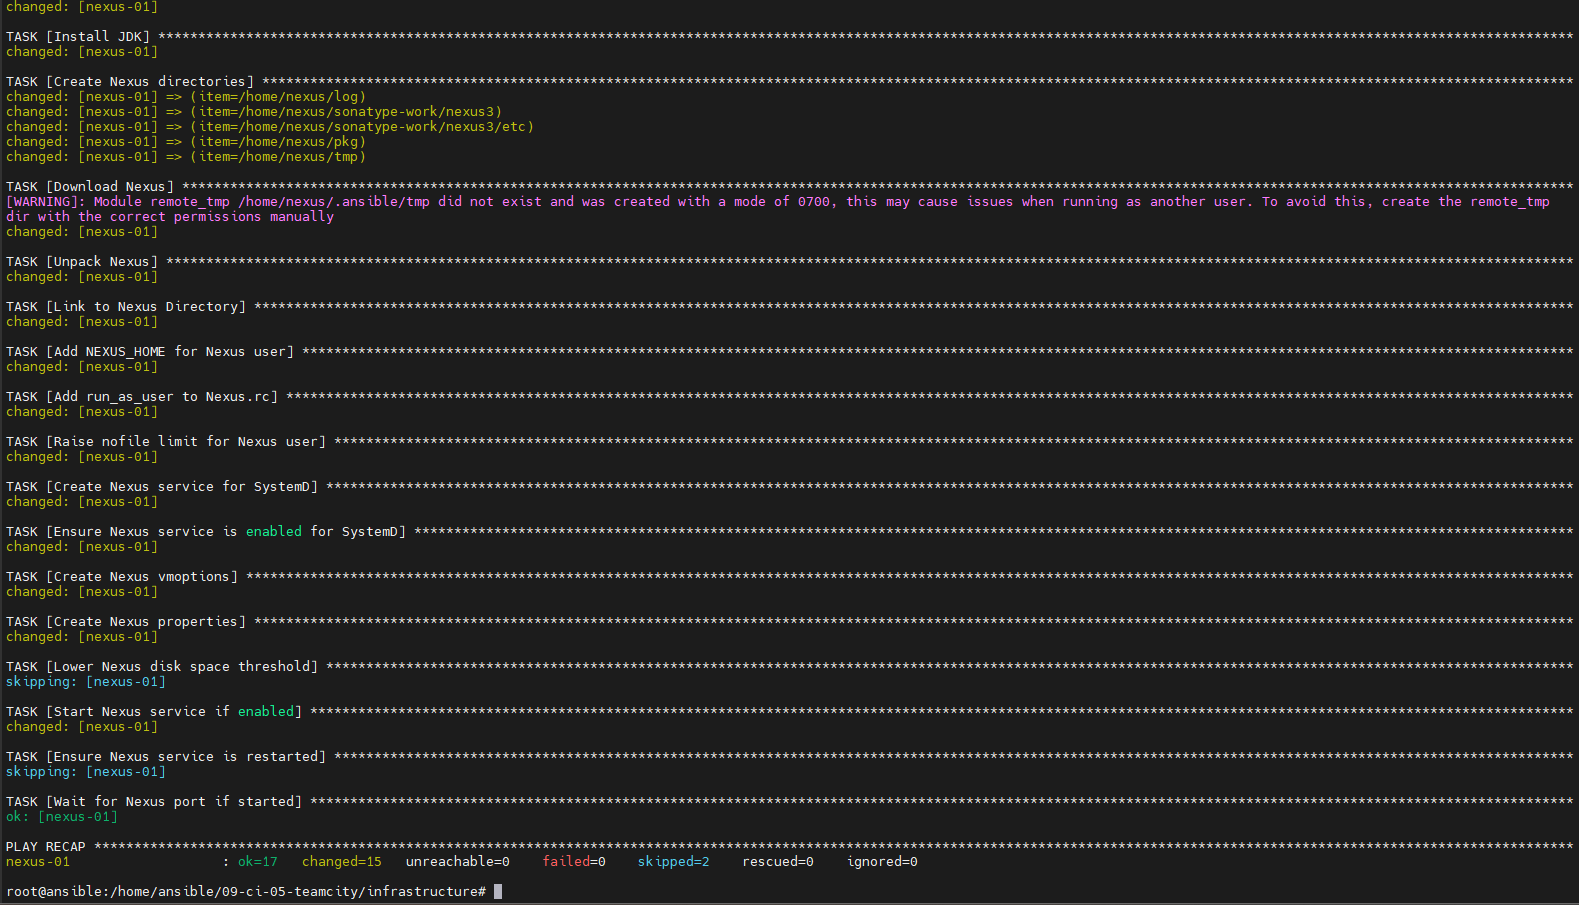 changed: [nexus-01]
TASK [Install JDK] ********************************************************************************************************************************************************************************
changed: [nexus-01]
TASK [Create Nexus directories] *******************************************************************************************************************************************************************
changed: [nexus-01] => (item=/home/nexus/log)
changed: [nexus-01] => (item=/home/nexus/sonatype-work/nexus3)
changed: [nexus-01] => (item=/home/nexus/sonatype-work/nexus3/etc)
changed: [nexus-01] => (item=/home/nexus/pkg)
changed: [nexus-01] => (item=/home/nexus/tmp)
TASK [Download Nexus] *****************************************************************************************************************************************************************************
[WARNING]: Module remote_tmp /home/nexus/.ansible/tmp did not exist and was created with a mode of 0700, this may cause issues when running as another user. To avoid this, create the remote_tmp
dir with the correct permissions manually
changed: [nexus-01]
TASK [Unpack Nexus] *******************************************************************************************************************************************************************************
changed: [nexus-01]
TASK [Link to Nexus Directory] ********************************************************************************************************************************************************************
changed: [nexus-01]
TASK [Add NEXUS_HOME for Nexus user] **************************************************************************************************************************************************************
changed: [nexus-01]
TASK [Add run_as_user to Nexus.rc] ****************************************************************************************************************************************************************
changed: [nexus-01]
TASK [Raise nofile limit for Nexus user] **********************************************************************************************************************************************************
changed: [nexus-01]
TASK [Create Nexus service for SystemD] ***********************************************************************************************************************************************************
changed: [nexus-01]
TASK [Ensure Nexus service is enabled for SystemD] ************************************************************************************************************************************************
changed: [nexus-01]
TASK [Create Nexus vmoptions] *********************************************************************************************************************************************************************
changed: [nexus-01]
TASK [Create Nexus properties] ********************************************************************************************************************************************************************
changed: [nexus-01]
TASK [Lower Nexus disk space threshold] ***********************************************************************************************************************************************************
skipping: [nexus-01]
TASK [Start Nexus service if enabled] *************************************************************************************************************************************************************
changed: [nexus-01]
TASK [Ensure Nexus service is restarted] **********************************************************************************************************************************************************
skipping: [nexus-01]
TASK [Wait for Nexus port if started] *************************************************************************************************************************************************************
ok: [nexus-01]
PLAY RECAP ****************************************************************************************************************************************************************************************
nexus-01                   : ok=17   changed=15   unreachable=0    failed=0    skipped=2    rescued=0    ignored=0
root@ansible:/home/ansible/09-ci-05-teamcity/infrastructure#